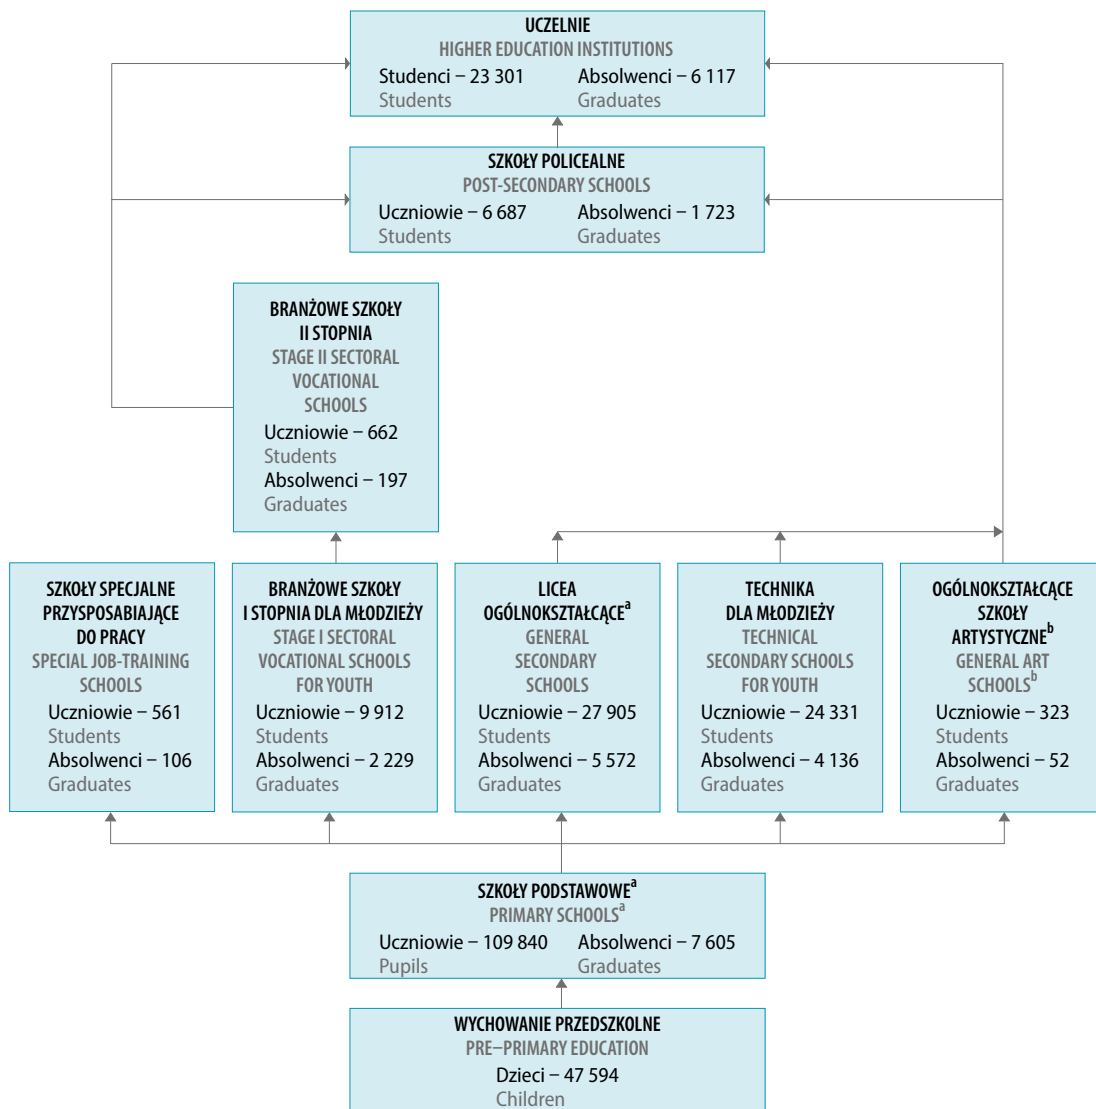 UCZELNIE
HIGHER EDUCATION INSTITUTIONS
Studenci – 23 301 Absolwenci – 6 117
Students Graduates
SZKOŁY POLICEALNE
POST-SECONDARY SCHOOLS
Uczniowie – 6 687 Absolwenci – 1 723
Students Graduates
BRANŻOWE SZKOŁY
II STOPNIA
STAGE II SECTORAL
VOCATIONAL
SCHOOLS
Uczniowie – 662
Students
Absolwenci – 197
Graduates
SZKOŁY SPECJALNE
PRZYSPOSABIAJĄCE
DO PRACY
SPECIAL JOB-TRAINING
SCHOOLS
Uczniowie – 561
Students
Absolwenci – 106
Graduates
BRANŻOWE SZKOŁY
I STOPNIA DLA MŁODZIEŻY
STAGE I SECTORAL
VOCATIONAL SCHOOLS
FOR YOUTH
Uczniowie – 9 912
Students
Absolwenci – 2 229
Graduates
LICEA
OGÓLNOKSZTAŁCĄCEa
GENERAL
SECONDARY
SCHOOLS
Uczniowie – 27 905
Students
Absolwenci – 5 572
Graduates
TECHNIKA
DLA MŁODZIEŻY
TECHNICAL
SECONDARY SCHOOLS
FOR YOUTH
Uczniowie – 24 331
Students
Absolwenci – 4 136
Graduates
OGÓLNOKSZTAŁCĄCE
SZKOŁY
ARTYSTYCZNEb
GENERAL ART
SCHOOLSb
Uczniowie – 323
Students
Absolwenci – 52
Graduates
SZKOŁY PODSTAWOWEa
PRIMARY SCHOOLSa
Uczniowie – 109 840 Absolwenci – 7 605
Pupils Graduates
WYCHOWANIE PRZEDSZKOLNE
PRE–PRIMARY EDUCATION
Dzieci – 47 594
Children